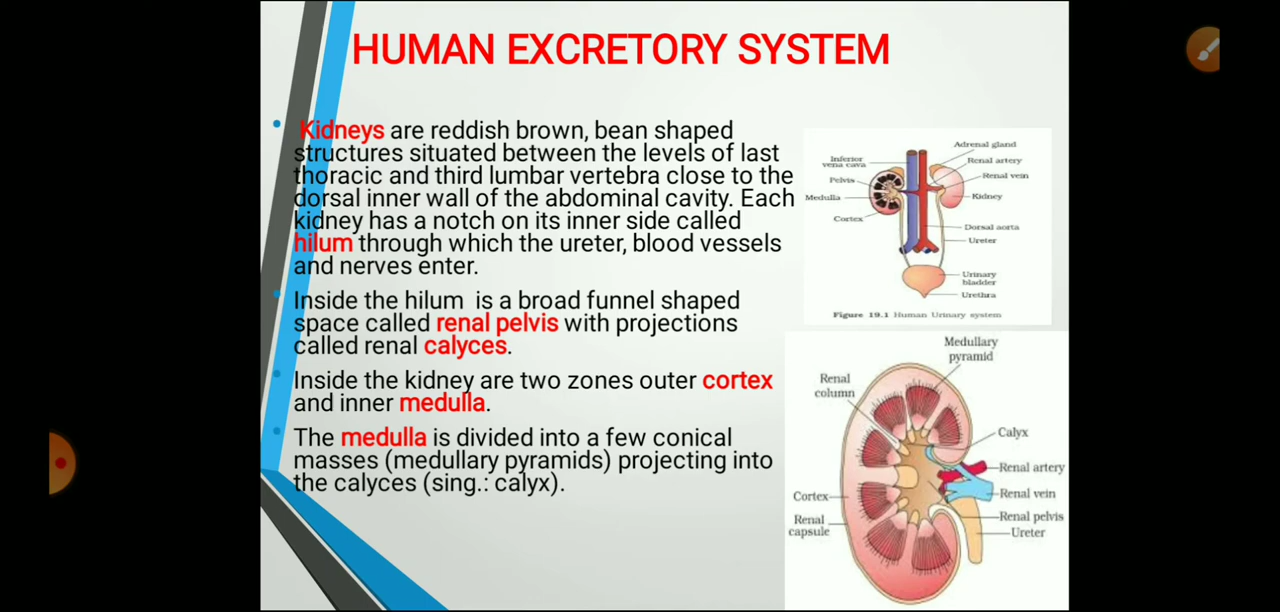 HUMAN EXCRETORY SYSTEM
Kidneys are reddish brown, bean shaped
structures situated between the levels of last
thoracic and third lumbar vertebra close to the
dorsal inner wall of the abdominal cavity. Each
kidney has a notch on its inner side called
hilum through which the ureter, blood vessels
and nerves enter.
Inside the hilum is a broad funnel shaped
space called renal pelvis with projections
called renal calyces.
Inside the kidney are two zones outer cortex
and inner medulla.
The medulla is divided into a few conical
masses (medullary pyramids) projecting into
the calyces (sing.: calyx).
Adrenal gland
Inferior
vena cava
Renal artery
Renal vein
Pelvis
Medulla
Kidney
Cortex
Dorsal aorta
Ureter
Urinary
bladder
Urethra
Figure 19.1 Human Urinary system
Medullary
pyramid
Renal
column
Calyx
Renal artery
Renal vein
Cortex
Renal pelvis
Renal
capsule
Ureter